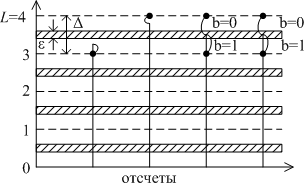 L=4 Δ b=0 b=0
ε
3 b=1 b=1
2
1
0
отсчеты